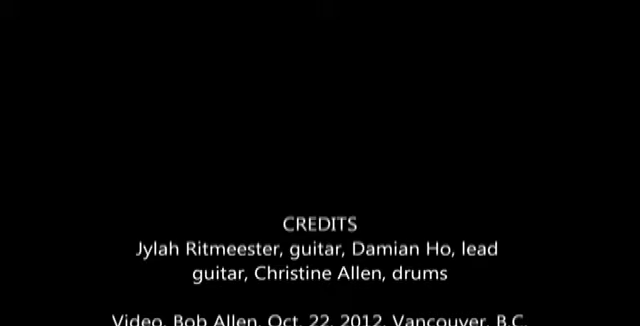 CREDITS
Jylah Ritmeester, guitar, Damian Ho, lead
guitar, Christine Allen, drums
Video, Bob Allen, Oct. 22, 2012, Vancouver, B.C.